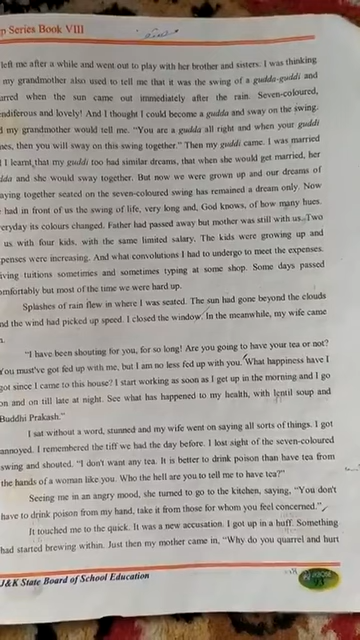 p Series Book VIII
left me after a while and went out to play with her brother and sisters. I was thinking
my grandmother also used to tell me that it was the swing of a gudda-guddi and
urred when the sun came out immediately after the rain. Seven-coloured,
endiferous and lovely! And I thought I could become a gudda and sway on the swing.
d my grandmother would tell me. "You are a gudda all right and when your guddi
mes, then you will sway on this swing together." Then my guddi came. I was married
I learnt that my guddi too had similar dreams, that when she would get married, her
dda and she would sway together. But now we were grown up and our dreams of
aying together seated on the seven-coloured swing has remained a dream only. Now
had in front of us the swing of life, very long and, God knows, of how many hues.
veryday its colours changed. Father had passed away but mother was still with us. Two
us with four kids, with the same limited salary. The kids were growing up and
penses were increasing. And what convolutions I had to undergo to meet the expenses.
iving tuitions sometimes and sometimes typing at some shop. Some days passed
omfortably but most of the time we were hard up.
Splashes of rain flew in where I was seated. The sun had gone beyond the clouds
nd the wind had picked up speed. I closed the window. In the meanwhile, my wife came
n.
"I have been shouting for you, for so long! Are you going to have your tea or not?
You must've got fed up with me, but I am no less fed up with you. What happiness have I
got since I came to this house? I start working as soon as I get up in the morning and I go
on and on till late at night. See what has happened to my health, with lentil soup and
Buddhi Prakash."
I sat without a word, stunned and my wife went on saying all sorts of things. I got
annoyed. I remembered the tiff we had the day before. I lost sight of the seven-coloured
swing and shouted. "I don't want any tea. It is better to drink poison than have tea from
the hands of a woman like you. Who the hell are you to tell me to have tea?"
Seeing me in an angry mood, she turned to go to the kitchen, saying, "You don't
have to drink poison from my hand, take it from those for whom you feel concerned."
It touched me to the quick. It was a new accusation. I got up in a huff. Something
had started brewing within. Just then my mother came in, "Why do you quarrel and hurt
J&K State Board of School Education